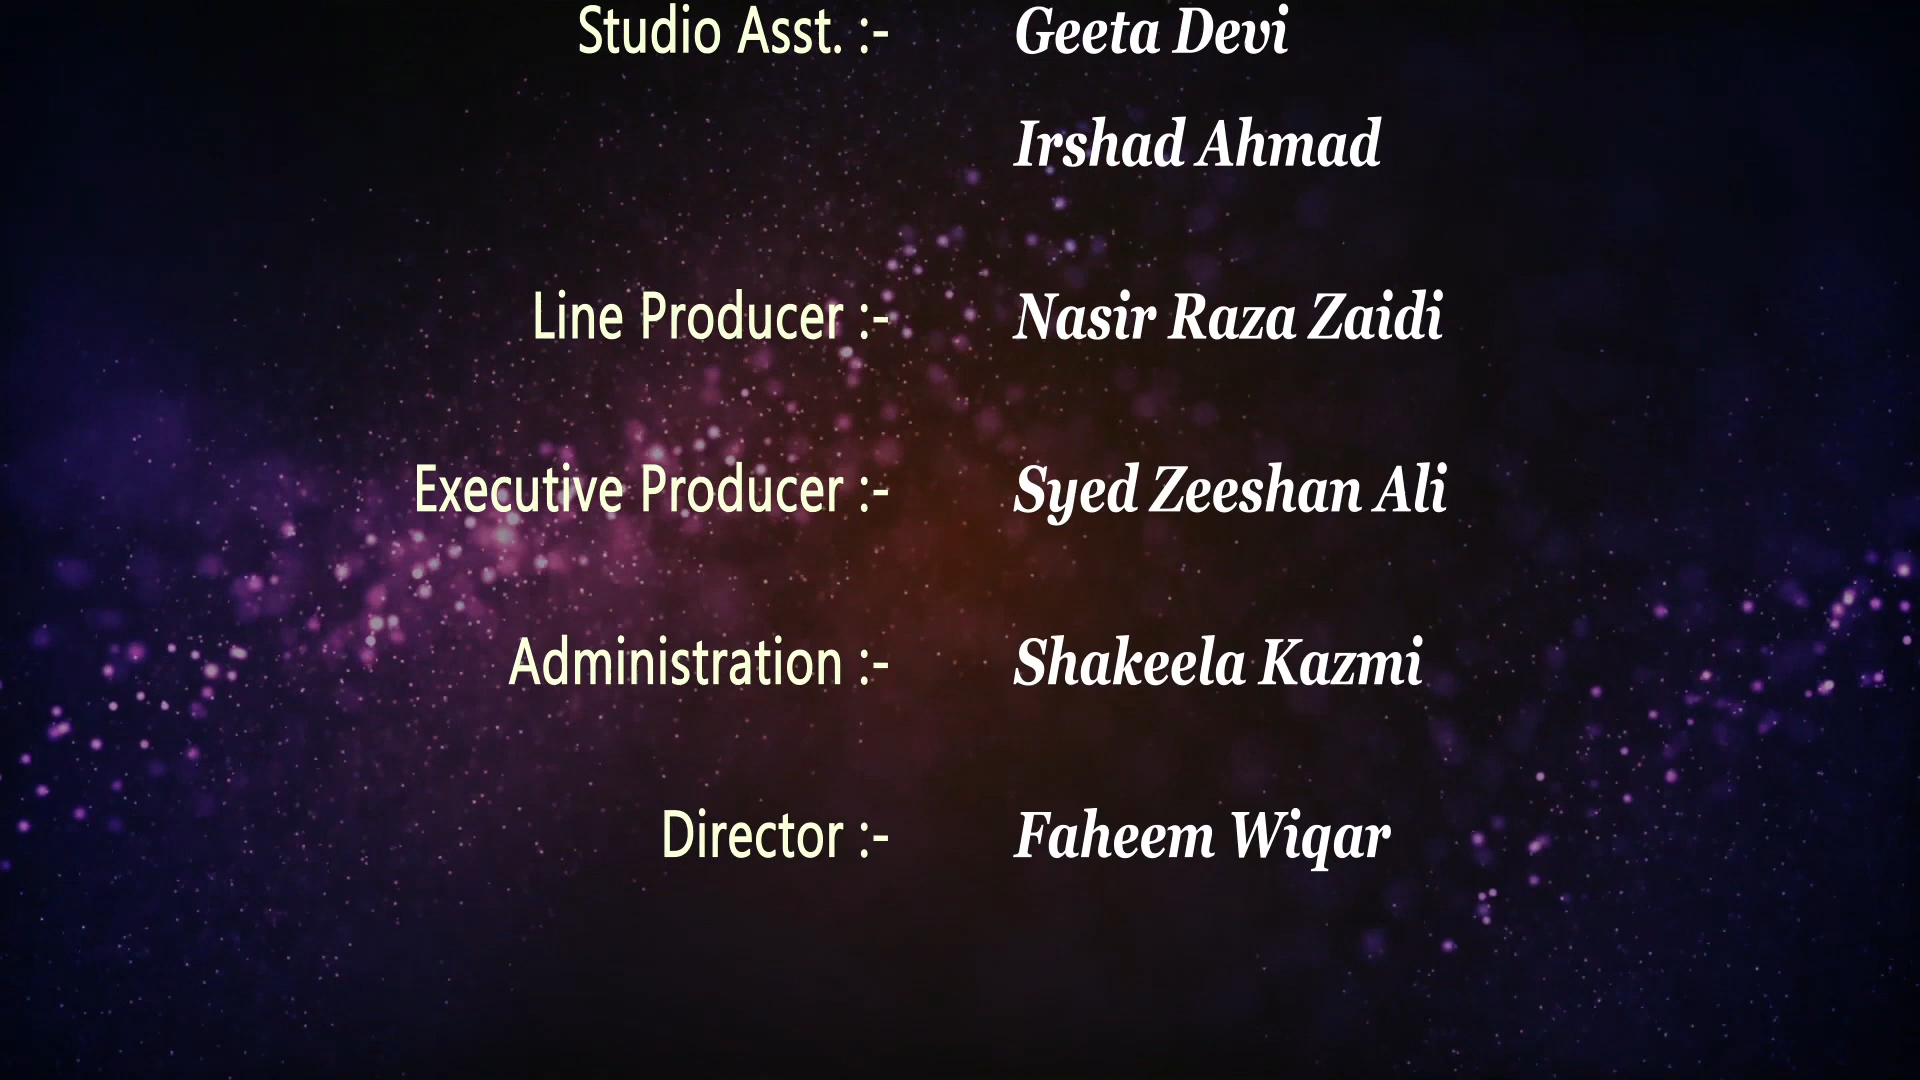 Studio Asst. :- Geeta Devi
Irshad Ahmad
Line Producer :- Nasir Raza Zaidi
Executive Producer :- Syed Zeeshan Ali
Administration :- Shakeela Kazmi
Director :- Faheem Wiqar